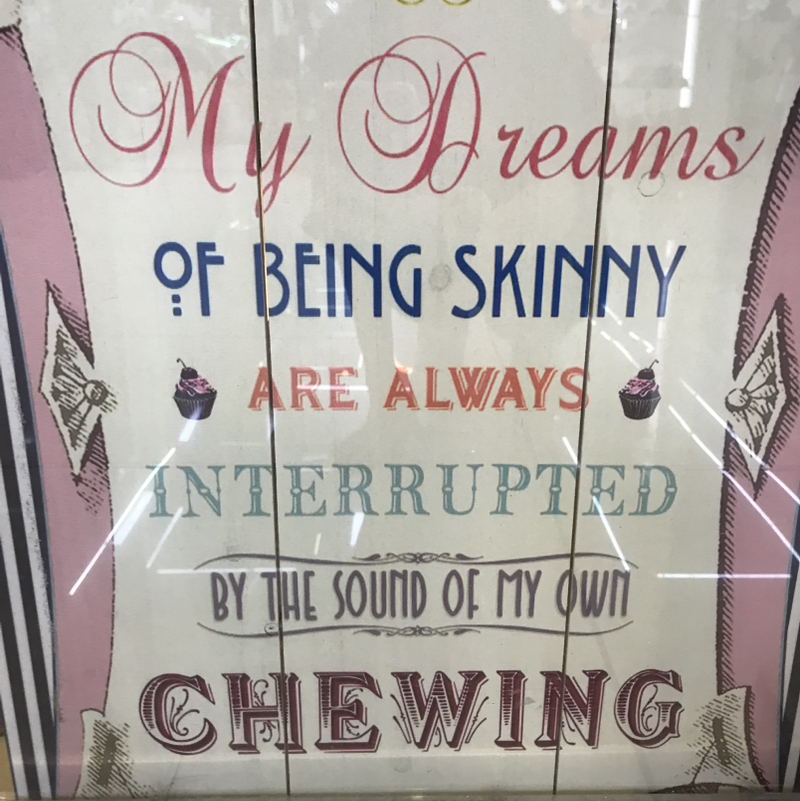 My Dreams
OF BEING SKINNY
ARE ALWAYS
INTERRUPTED
BY THE SOUND OF MY OWN
CHEWING